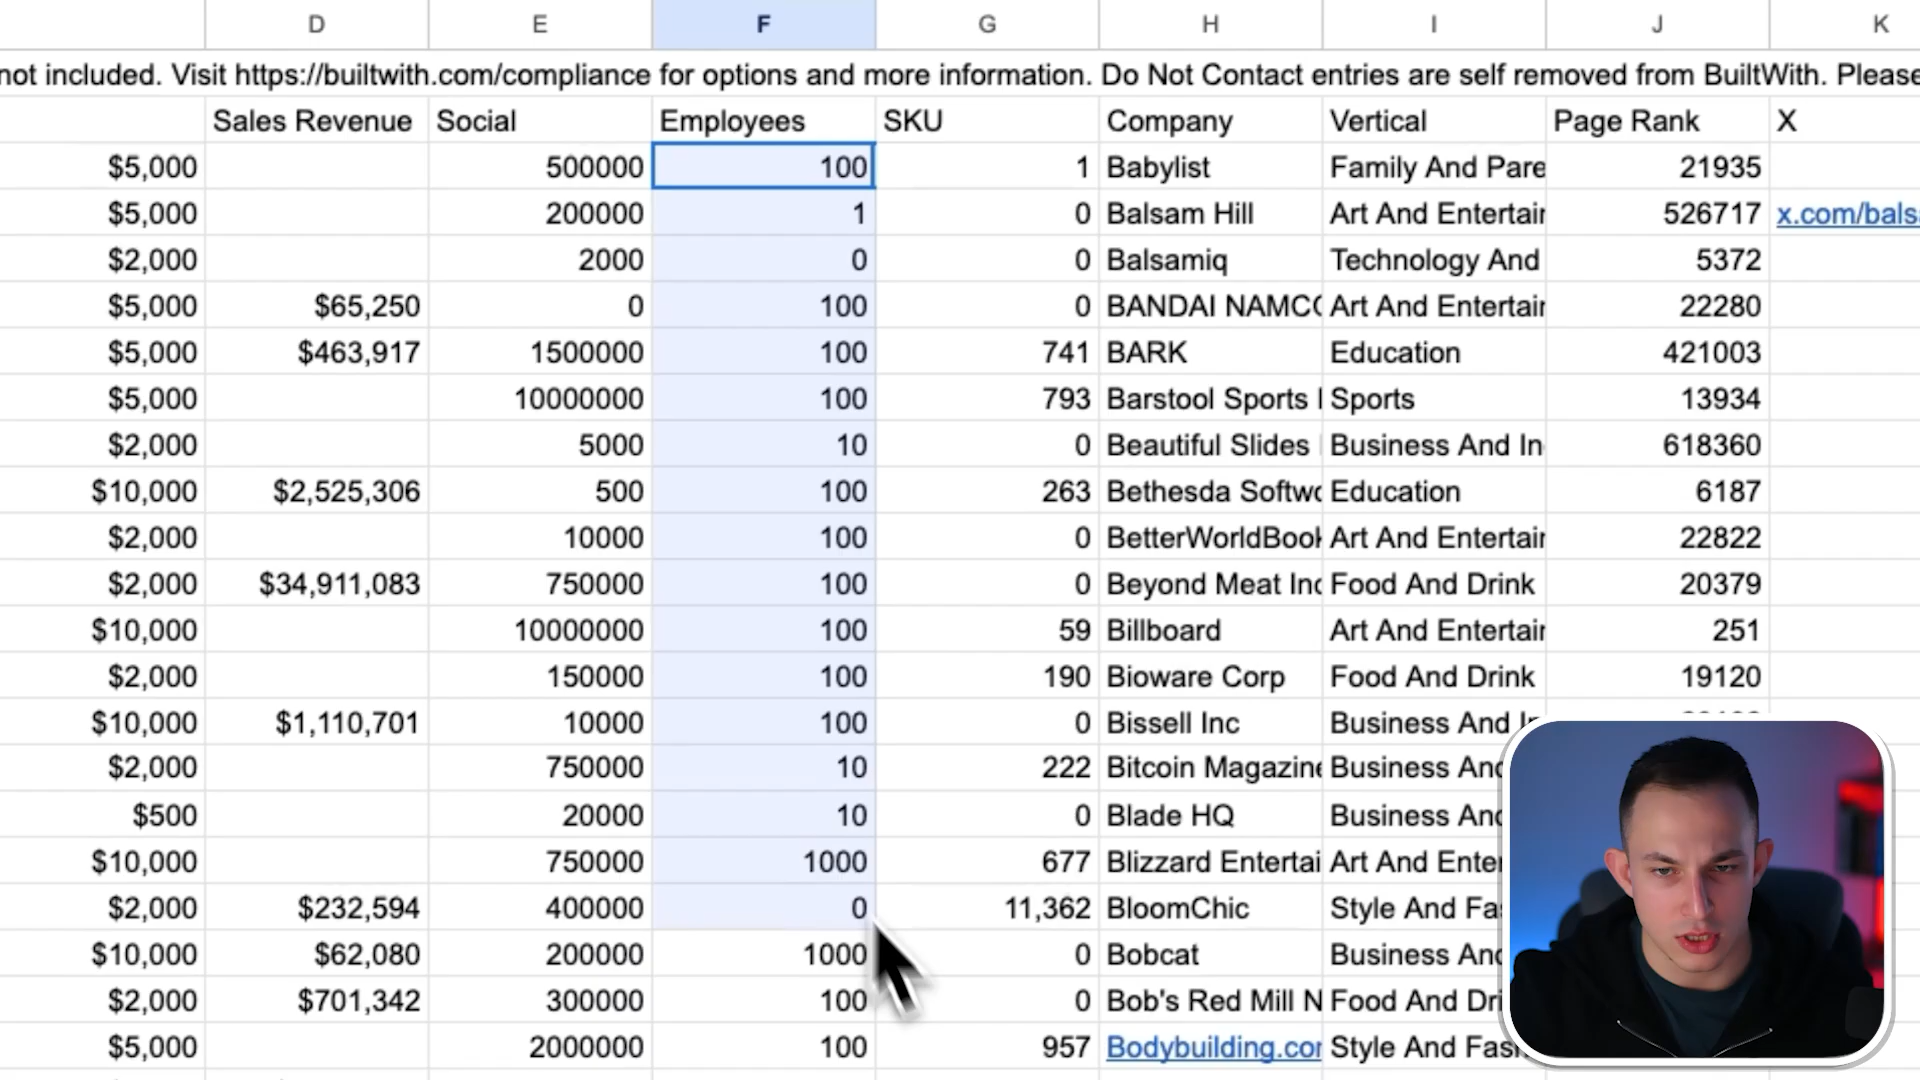 D E F G H I J K
not included. Visit https://builtwith.com/compliance for options and more information. Do Not Contact entries are self removed from BuiltWith. Please
Sales Revenue Social Employees SKU Company Vertical Page Rank X
$5,000 500000 100 1 Babylist Family And Pare 21935
$5,000 200000 1 0 Balsam Hill Art And Entertain 526717 x.com/balsa
$2,000 2000 0 0 Balsamiq Technology And 5372
$5,000 $65,250 0 100 0 BANDAI NAMCO Art And Entertain 22280
$5,000 $463,917 1500000 100 741 BARK Education 421003
$5,000 10000000 100 793 Barstool Sports Sports 13934
$2,000 5000 10 0 Beautiful Slides Business And In 618360
$10,000 $2,525,306 500 100 263 Bethesda Softwo Education 6187
$2,000 10000 100 0 BetterWorldBook Art And Entertain 22822
$2,000 $34,911,083 750000 100 0 Beyond Meat Inc Food And Drink 20379
$10,000 10000000 100 59 Billboard Art And Entertain 251
$2,000 150000 100 190 Bioware Corp Food And Drink 19120
$10,000 $1,110,701 10000 100 0 Bissell Inc Business And In
$2,000 750000 10 222 Bitcoin Magazine Business And
$500 20000 10 0 Blade HQ Business And
$10,000 750000 1000 677 Blizzard Entertai Art And Enter
$2,000 $232,594 400000 0 11,362 BloomChic Style And Fa
$10,000 $62,080 200000 1000 0 Bobcat Business And
$2,000 $701,342 300000 100 0 Bob's Red Mill N Food And Dri
$5,000 2000000 100 957 Bodybuilding.cor Style And Fash